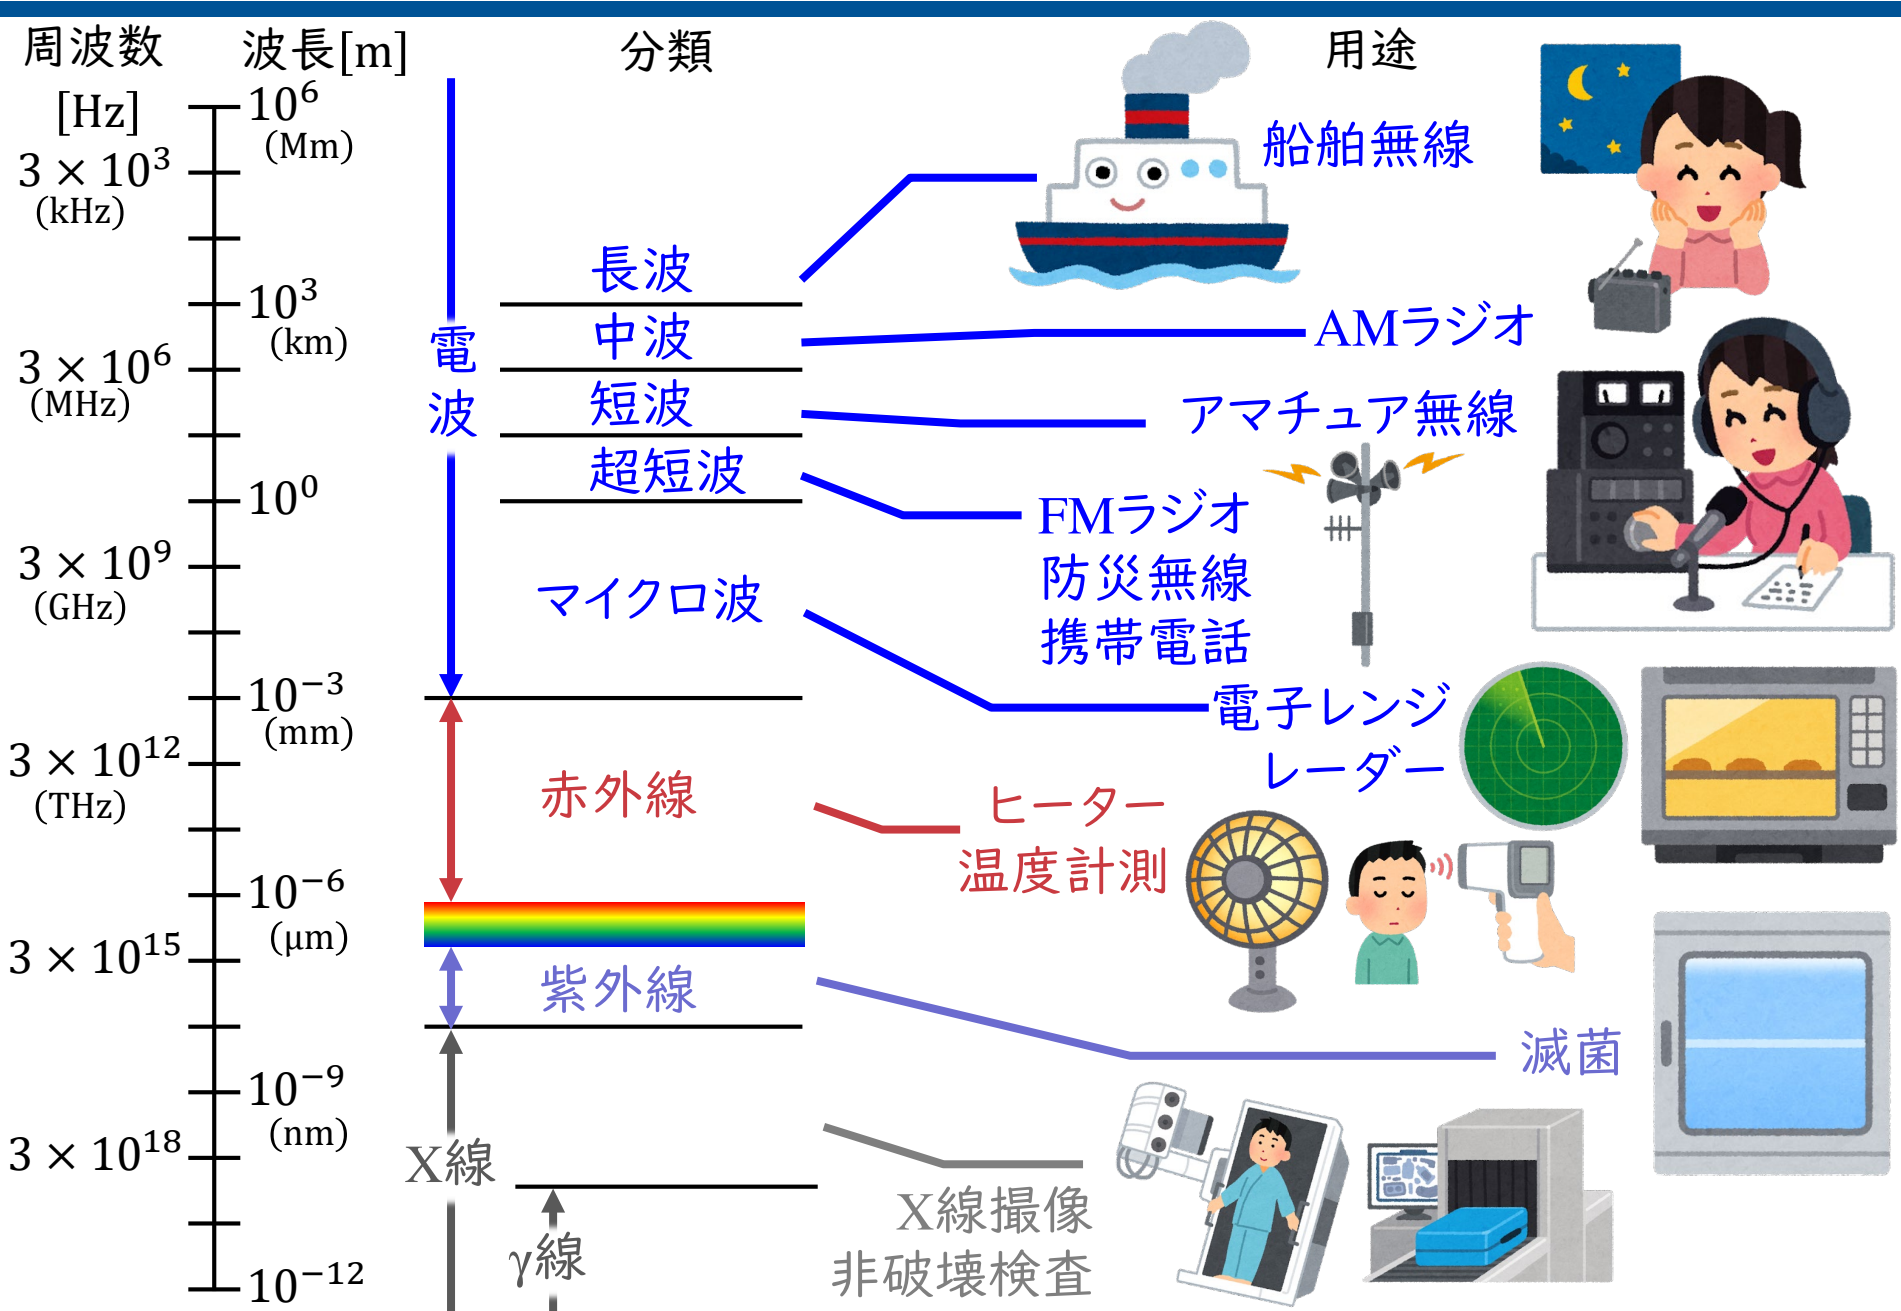 周波数 波長[m] 分類 用途
[Hz]
10⁶
(Mm)
3 × 10³
(kHz)
10³
(km)
3 × 10⁶
(MHz)
10⁰
3 × 10⁹
(GHz)
10⁻³
(mm)
3 × 10¹²
(THz)
10⁻⁶
(μm)
3 × 10¹⁵
10⁻⁹
(nm)
3 × 10¹⁸
10⁻¹²
電波
長波
中波
短波
超短波
マイクロ波
赤外線
紫外線
X線
γ線
船舶無線
AMラジオ
アマチュア無線
FMラジオ
防災無線
携帯電話
電子レンジ
レーダー
ヒーター
温度計測
滅菌
X線撮像
非破壊検査